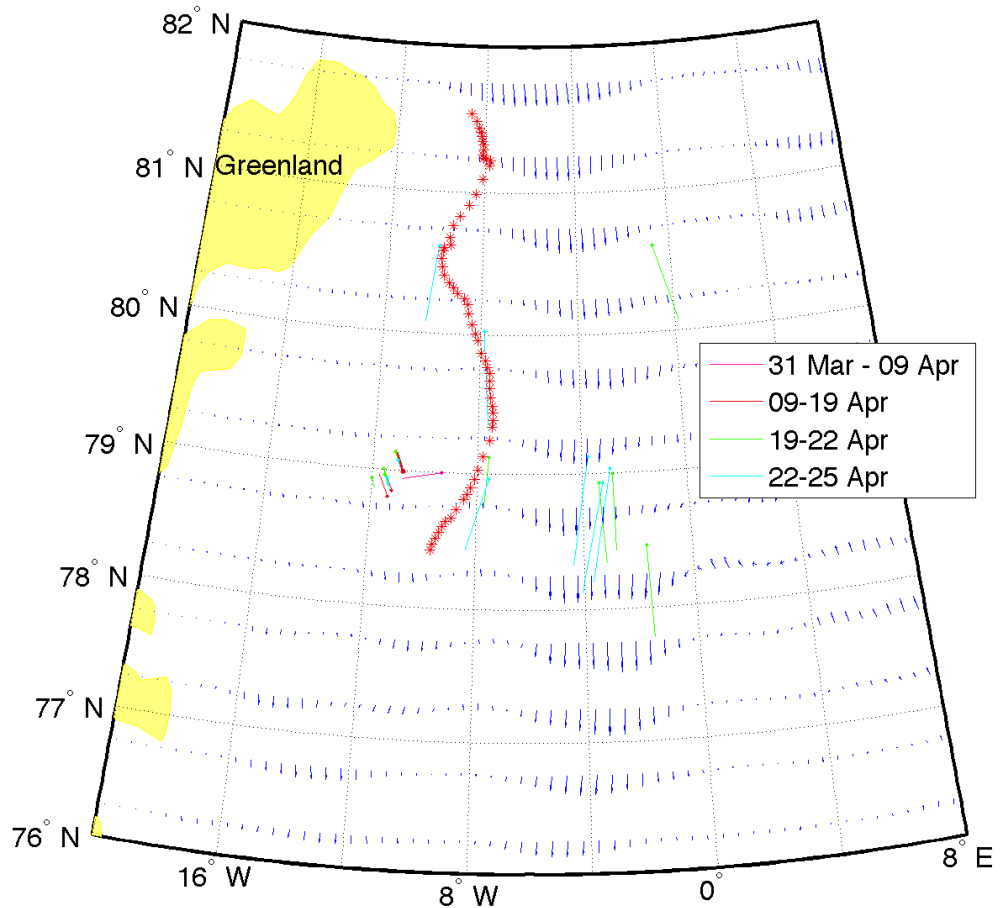 82° N
81° N
Greenland
80° N
31 Mar - 09 Apr
09-19 Apr
19-22 Apr
22-25 Apr
79° N
78° N
77° N
76° N
16° W
8° W
0°
8° E